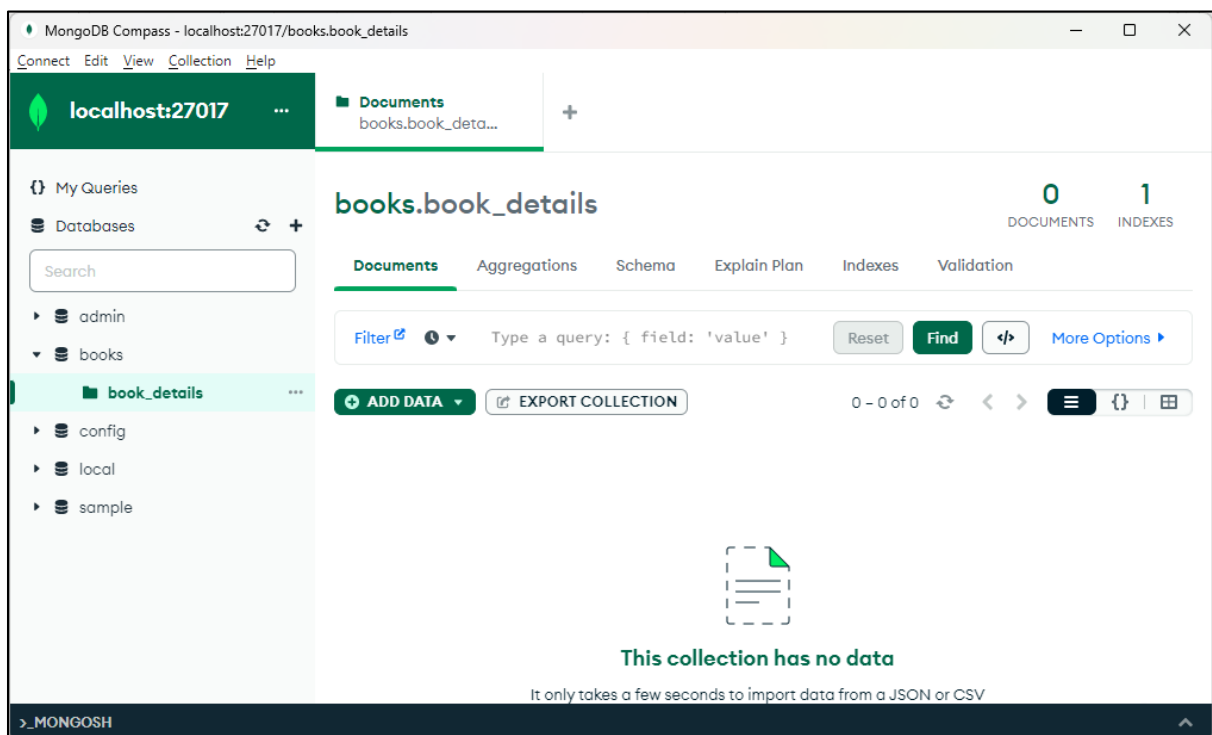 MongoDB Compass - localhost:27017/books.book_details
Connect Edit View Collection Help
localhost:27017 ...
Documents
books.book_deta...
+
{} My Queries
Databases
+
Search
admin
books
book_details ...
config
local
sample
books.book_details
0
DOCUMENTS
1
INDEXES
Documents Aggregations Schema Explain Plan Indexes Validation
Filter Type a query: { field: 'value' } Reset Find </> More Options
ADD DATA EXPORT COLLECTION 0 – 0 of 0 < > {}
This collection has no data
It only takes a few seconds to import data from a JSON or CSV
>_MONGOSH